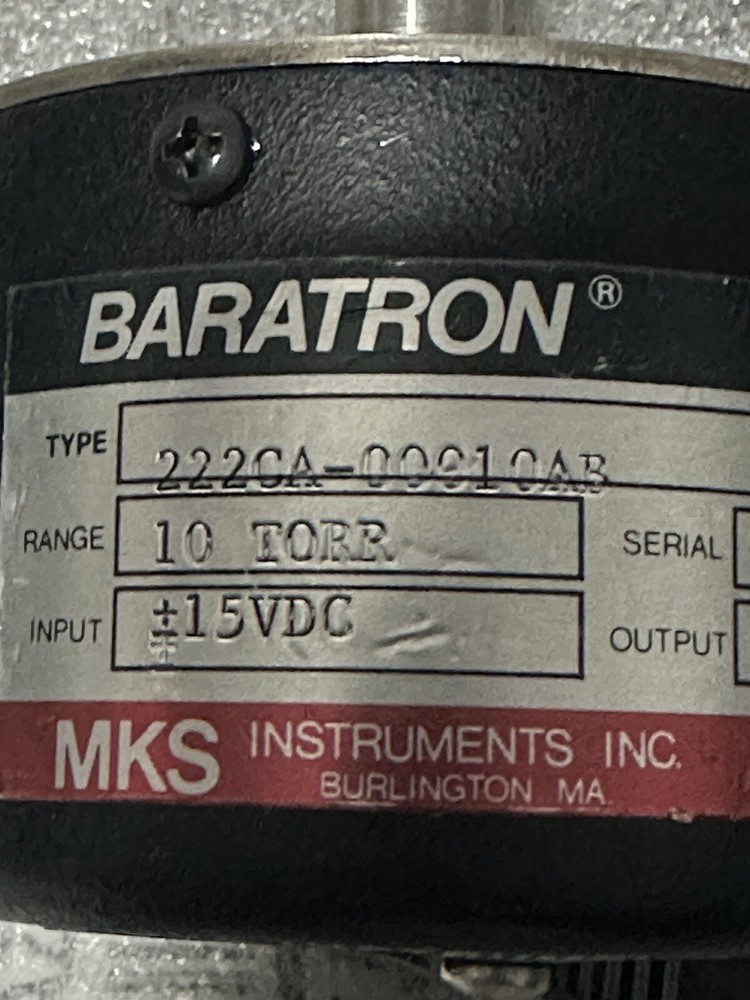 BARATRON®
TYPE 222CA-00010AB
RANGE 10 TORR SERIAL
INPUT ±15VDC OUTPUT
MKS INSTRUMENTS INC.
BURLINGTON MA